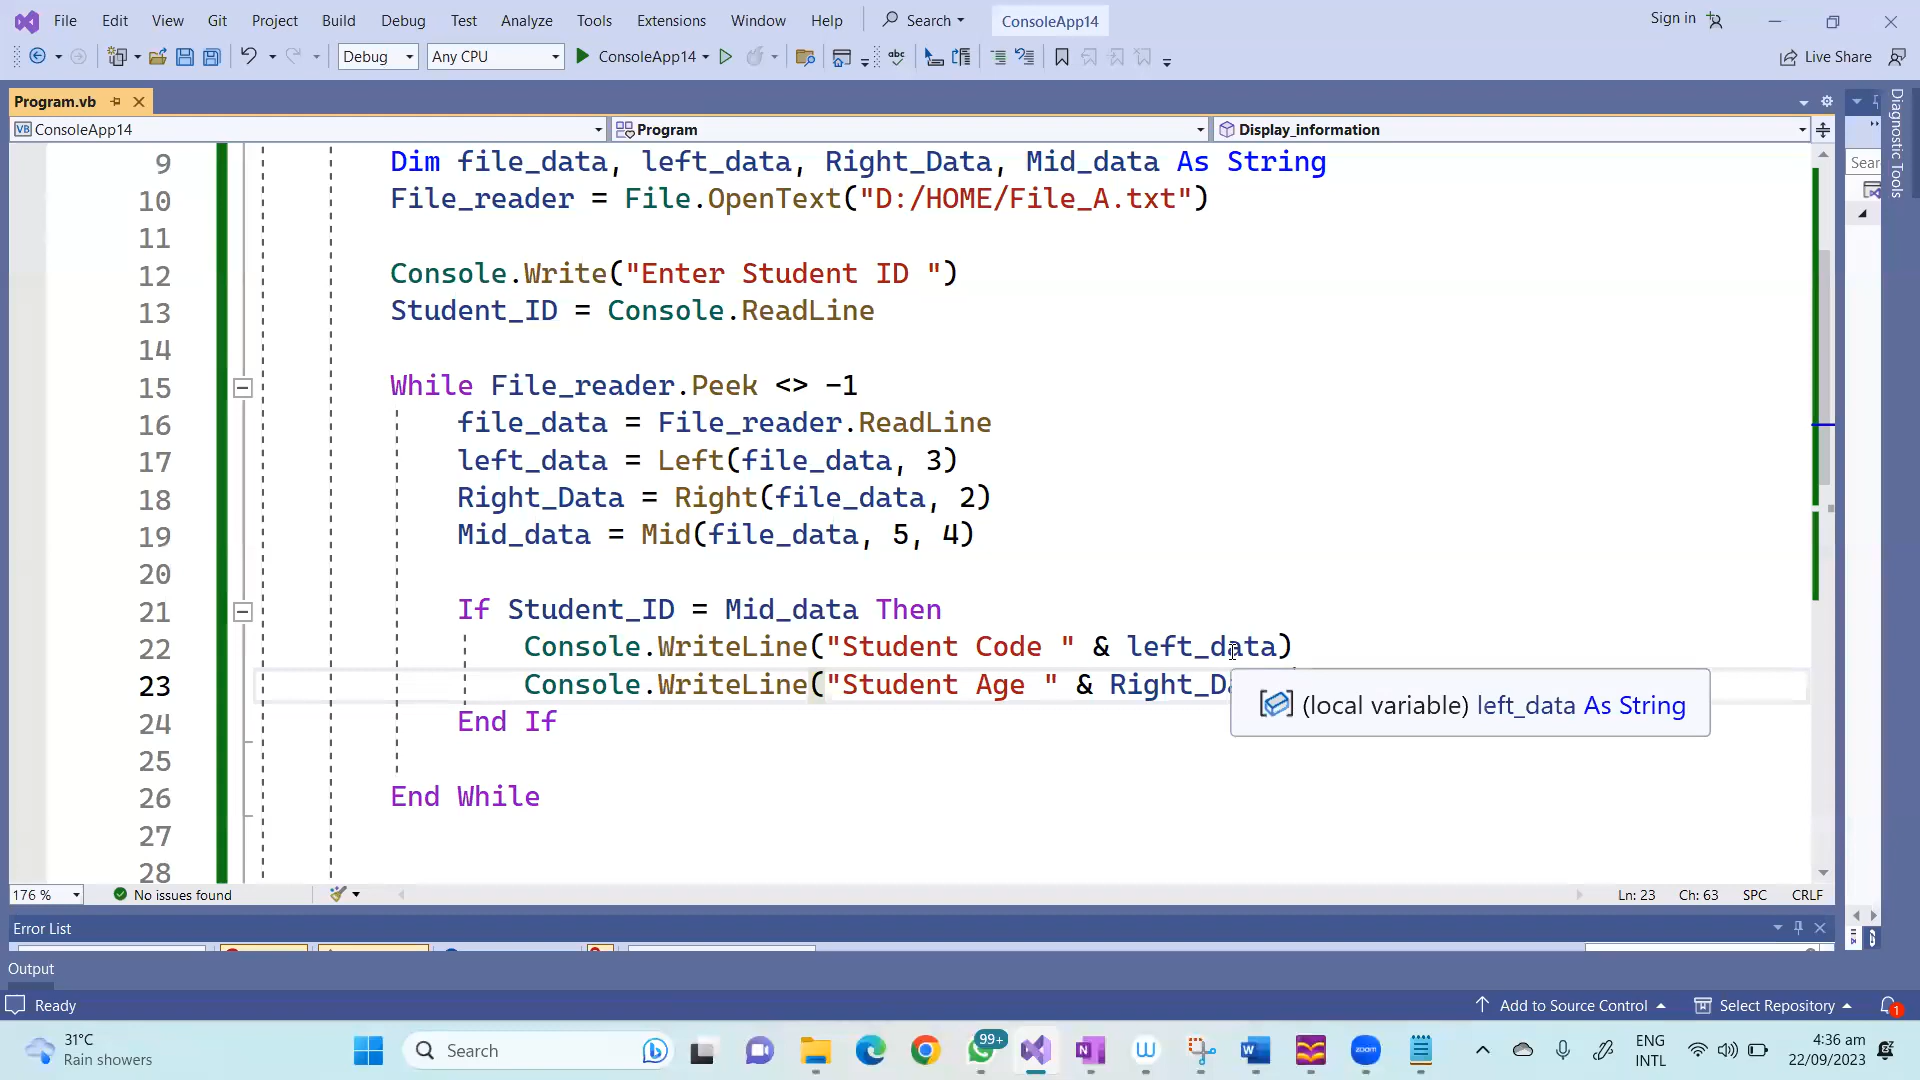 File Edit View Git Project Build Debug Test Analyze Tools Extensions Window Help Search ConsoleApp14 Sign in
Debug Any CPU ConsoleApp14 Live Share
Program.vb
ConsoleApp14 Program Display_information
Diagnostic Tools
Sear
9 Dim file_data, left_data, Right_Data, Mid_data As String
10 File_reader = File.OpenText("D:/HOME/File_A.txt")
11
12 Console.Write("Enter Student ID ")
13 Student_ID = Console.ReadLine
14
15 While File_reader.Peek <> -1
16 file_data = File_reader.ReadLine
17 left_data = Left(file_data, 3)
18 Right_Data = Right(file_data, 2)
19 Mid_data = Mid(file_data, 5, 4)
20
21 If Student_ID = Mid_data Then
22 Console.WriteLine("Student Code " & left_data)
23 Console.WriteLine("Student Age " & Right_Da
(local variable) left_data As String
24 End If
25
26 End While
27
28
176 % No issues found Ln: 23 Ch: 63 SPC CRLF
Error List
Output
Ready Add to Source Control Select Repository 1
31°C
Rain showers
Search
99+
zoom
ENG
INTL
4:36 am
22/09/2023